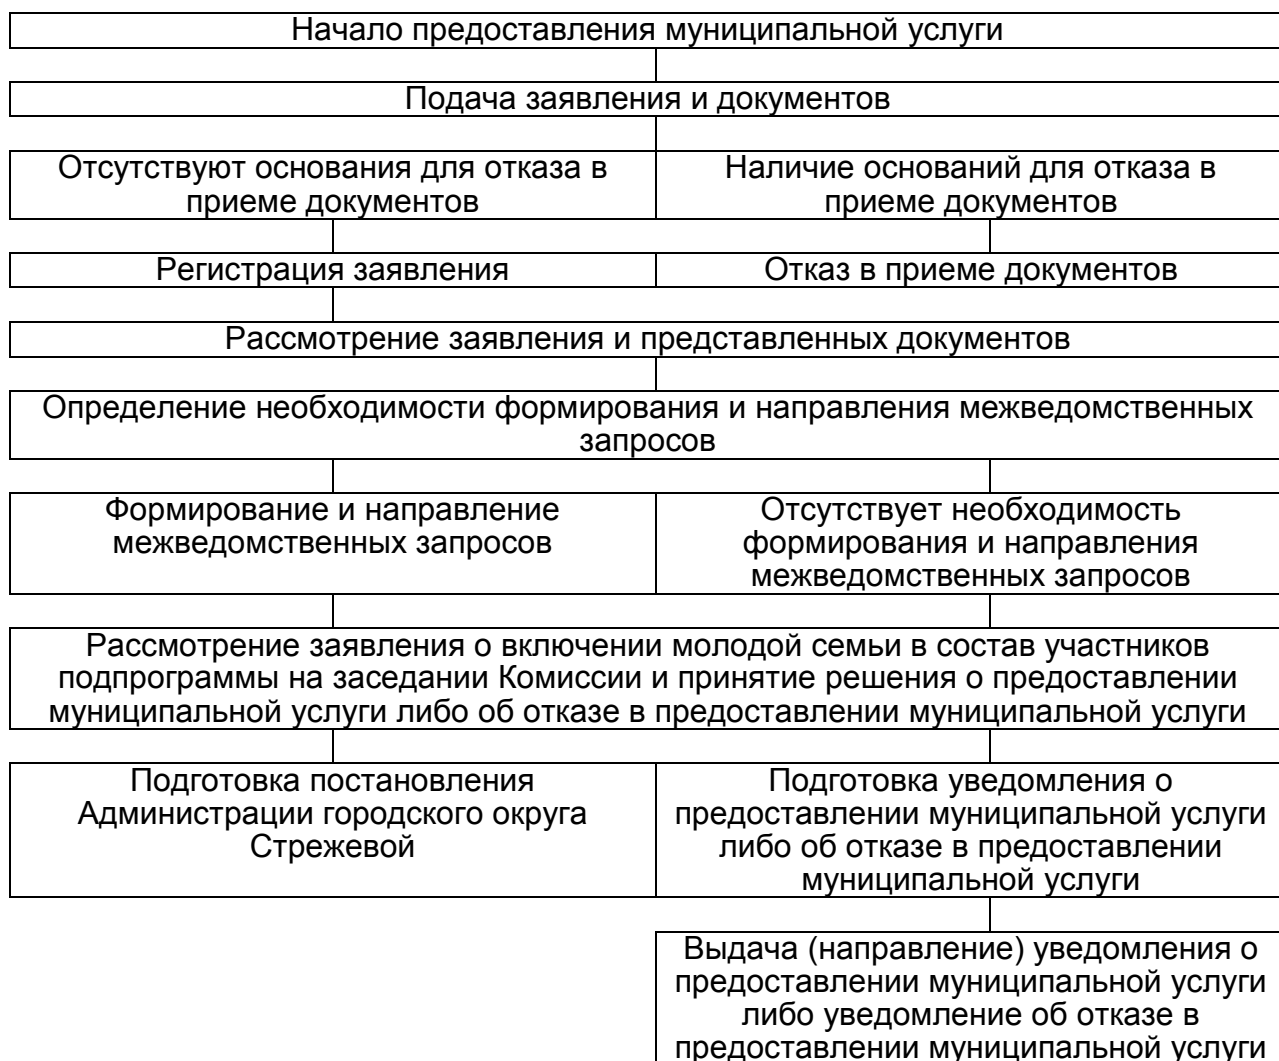 Начало предоставления муниципальной услуги
Подача заявления и документов
Отсутствуют основания для отказа в
приеме документов
Наличие оснований для отказа в
приеме документов
Регистрация заявления
Отказ в приеме документов
Рассмотрение заявления и представленных документов
Определение необходимости формирования и направления межведомственных
запросов
Формирование и направление
межведомственных запросов
Отсутствует необходимость
формирования и направления
межведомственных запросов
Рассмотрение заявления о включении молодой семьи в состав участников
подпрограммы на заседании Комиссии и принятие решения о предоставлении
муниципальной услуги либо об отказе в предоставлении муниципальной услуги
Подготовка постановления
Администрации городского округа
Стрежевой
Подготовка уведомления о
предоставлении муниципальной услуги
либо об отказе в предоставлении
муниципальной услуги
Выдача (направление) уведомления о
предоставлении муниципальной услуги
либо уведомление об отказе в
предоставлении муниципальной услуги